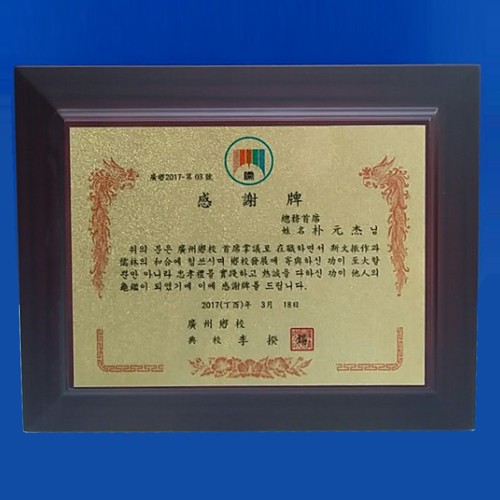 廣鄕2017-第 03 號
感謝牌
總務首席
姓名 朴元杰 님
위의 분은 廣州鄕校 首席掌議로 在職하면서 斯文振作과
儒林의 和合에 힘쓰시며 鄕校發展에 寄與하신 功이 至大할
뿐만 아니라 忠孝禮를 實踐하고 熱誠을 다하신 功이 他人의
龜鑑이 되였기에 이에 感謝牌를 드립니다.
2017(丁酉)年 3月 18日
廣州鄕校
典校 李揆